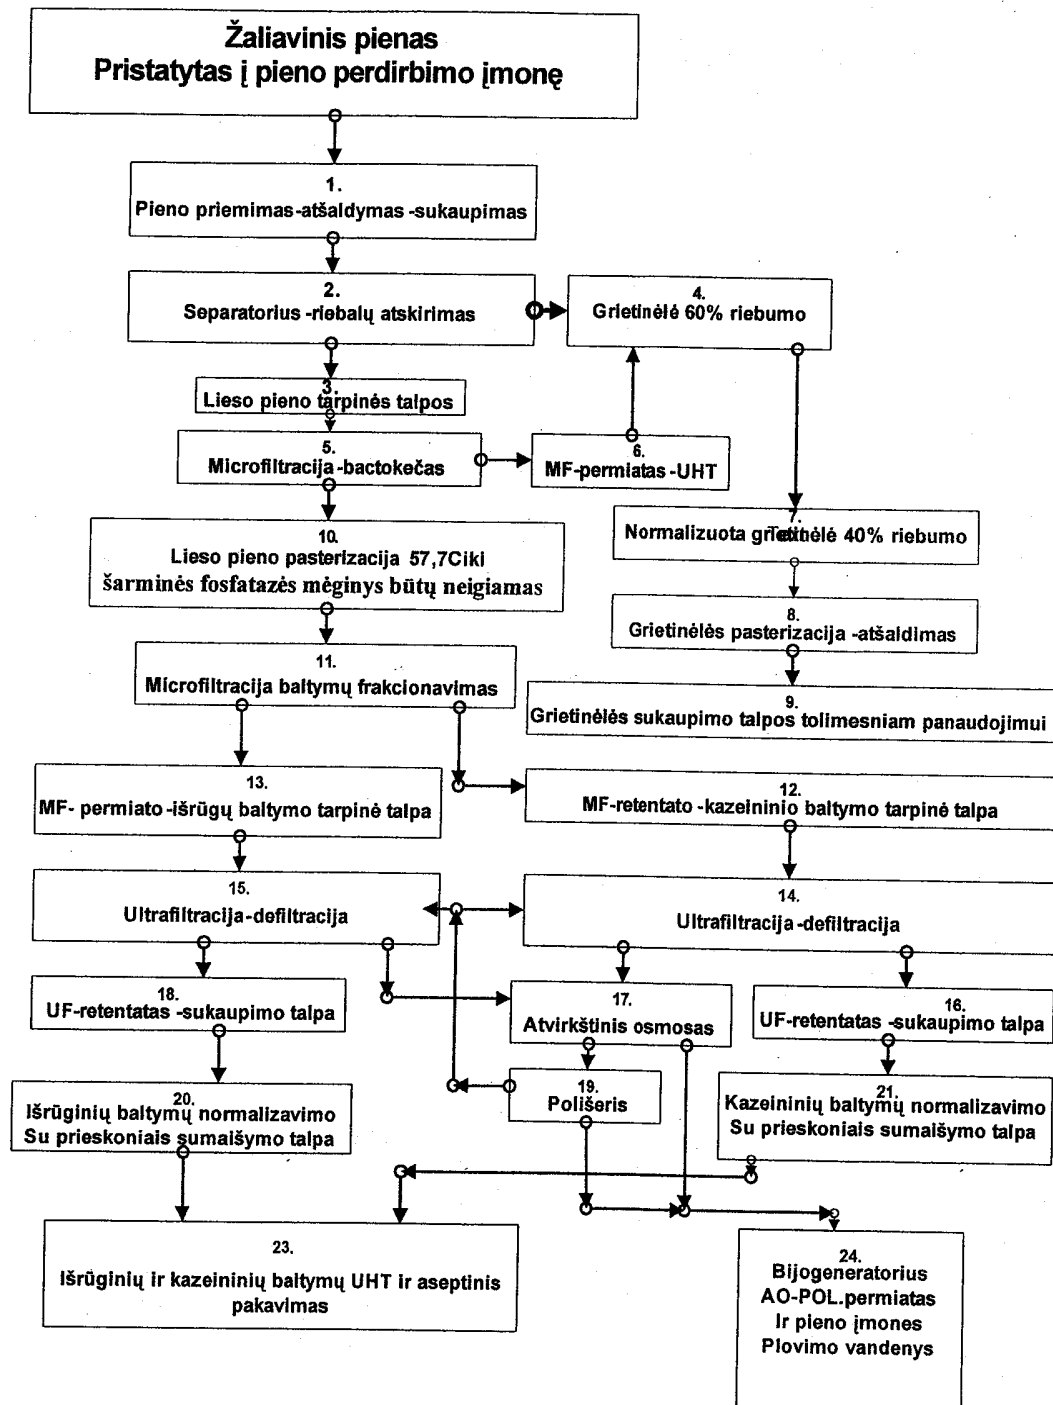 Žaliavinis pienas
Pristatytas į pieno perdirbimo įmonę
1.
Pieno priemimas-atšaldymas-sukaupimas
2.
Separatorius-riebalų atskirimas
4.
Grietinėlė 60% riebumo
3.
Lieso pieno tarpinės talpos
5.
Microfiltracija-bactokečas
6.
MF-permiatas-UHT
7.
Normalizuota grietinėlė 40% riebumo
10.
Lieso pieno pasterizacija 57,7Ciki
šarminės fosfatazės mėginys būtų neigiamas
8.
Grietinėlės pasterizacija-atšaldimas
11.
Microfiltracija baltymų frakcionavimas
9.
Grietinėlės sukaupimo talpos tolimesniam panaudojimui
13.
MF- permiato-išrūgų baltymo tarpinė talpa
12.
MF-retentato-kazeininio baltymo tarpinė talpa
15.
Ultrafiltracija-defiltracija
14.
Ultrafiltracija-defiltracija
18.
UF-retentatas-sukaupimo talpa
17.
Atvirkštinis osmosas
16.
UF-retentatas-sukaupimo talpa
20.
Išrūginių baltymų normalizavimo
Su prieskoniais sumaišymo talpa
19.
Polišeris
21.
Kazeininių baltymų normalizavimo
Su prieskoniais sumaišymo talpa
23.
Išrūginių ir kazeininių baltymų UHT ir aseptinis
pakavimas
24.
Bijogeneratorius
AO-POL.permiatas
Ir pieno įmones
Plovimo vandenys